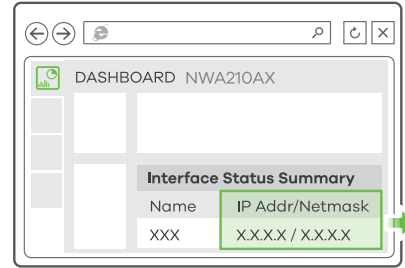 DASHBOARD NWA210AX
Interface Status Summary
Name IP Addr/Netmask
XXX X.X.X.X / X.X.X.X